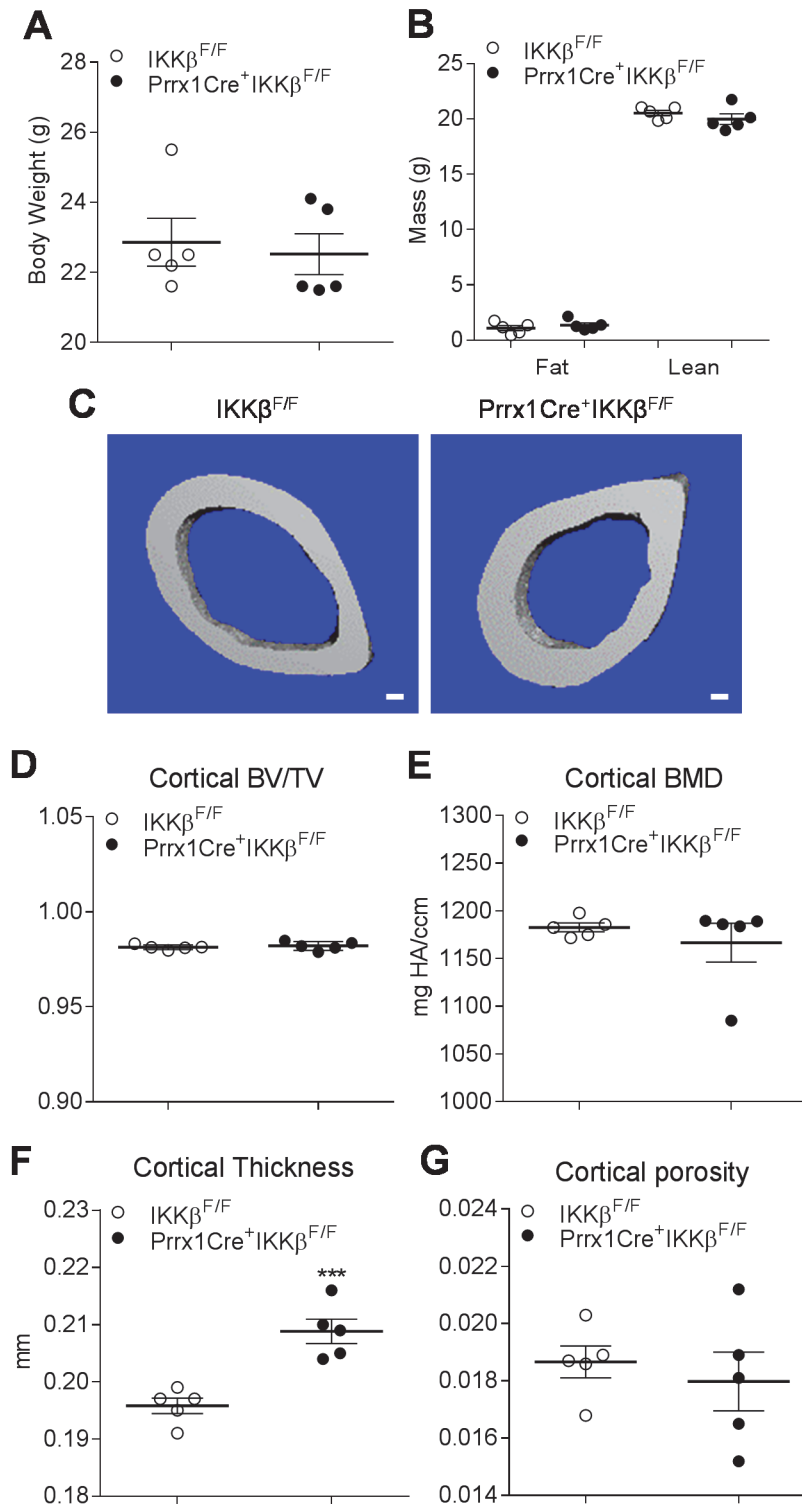 A
IKKβF/F
Prrx1Cre+IKKβF/F
28
26
24
22
20
Body Weight (g)
B
IKKβF/F
Prrx1Cre+IKKβF/F
25
20
15
10
5
0
Mass (g)
Fat Lean
C
IKKβF/F Prrx1Cre+IKKβF/F
D
Cortical BV/TV
IKKβF/F
Prrx1Cre+IKKβF/F
1.05
1.00
0.95
0.90
E
Cortical BMD
IKKβF/F
Prrx1Cre+IKKβF/F
1300
1250
1200
1150
1100
1050
1000
mg HA/ccm
F
Cortical Thickness
IKKβF/F
Prrx1Cre+IKKβF/F
***
0.23
0.22
0.21
0.20
0.19
0.18
mm
G
Cortical porosity
IKKβF/F
Prrx1Cre+IKKβF/F
0.024
0.022
0.020
0.018
0.016
0.014